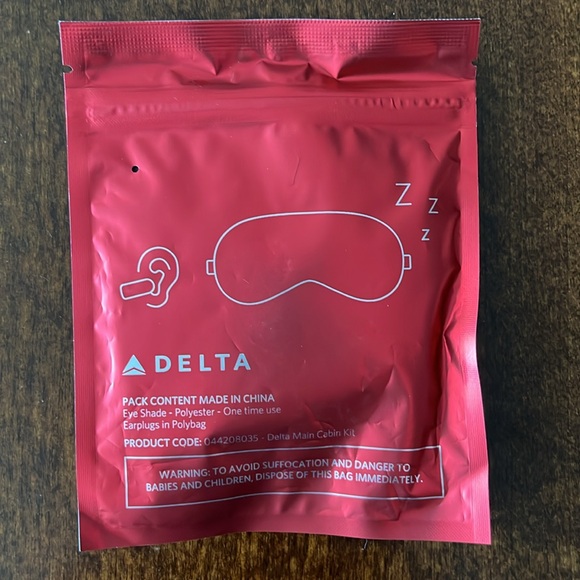 Z
Z
z
DELTA
PACK CONTENT MADE IN CHINA
Eye Shade - Polyester - One time use
Earplugs in Polybag
PRODUCT CODE: 044208035 - Delta Main Cabin Kit
WARNING: TO AVOID SUFFOCATION AND DANGER TO
BABIES AND CHILDREN, DISPOSE OF THIS BAG IMMEDIATELY.